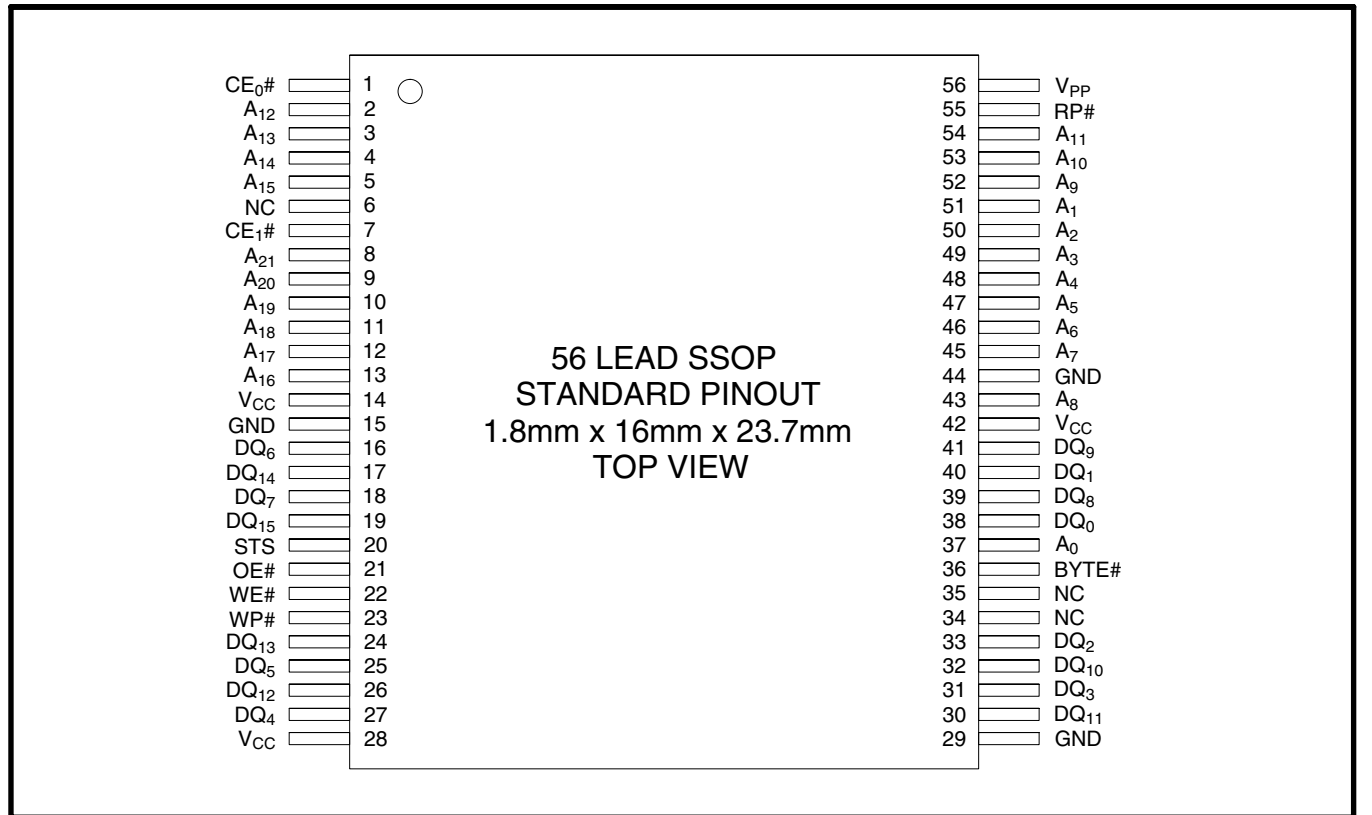 CE₀# 1 56 VPP
A₁₂ 2 55 RP#
A₁₃ 3 54 A₁₁
A₁₄ 4 53 A₁₀
A₁₅ 5 52 A₉
NC 6 51 A₁
CE₁# 7 50 A₂
A₂₁ 8 49 A₃
A₂₀ 9 48 A₄
A₁₉ 10 47 A₅
A₁₈ 11 46 A₆
A₁₇ 12 45 A₇
A₁₆ 13 44 GND
VCC 14 43 A₈
GND 15 42 VCC
DQ₆ 16 41 DQ₉
DQ₁₄ 17 40 DQ₁
DQ₇ 18 39 DQ₈
DQ₁₅ 19 38 DQ₀
STS 20 37 A₀
OE# 21 36 BYTE#
WE# 22 35 NC
WP# 23 34 NC
DQ₁₃ 24 33 DQ₂
DQ₅ 25 32 DQ₁₀
DQ₁₂ 26 31 DQ₃
DQ₄ 27 30 DQ₁₁
VCC 28 29 GND
56 LEAD SSOP
STANDARD PINOUT
1.8mm x 16mm x 23.7mm
TOP VIEW